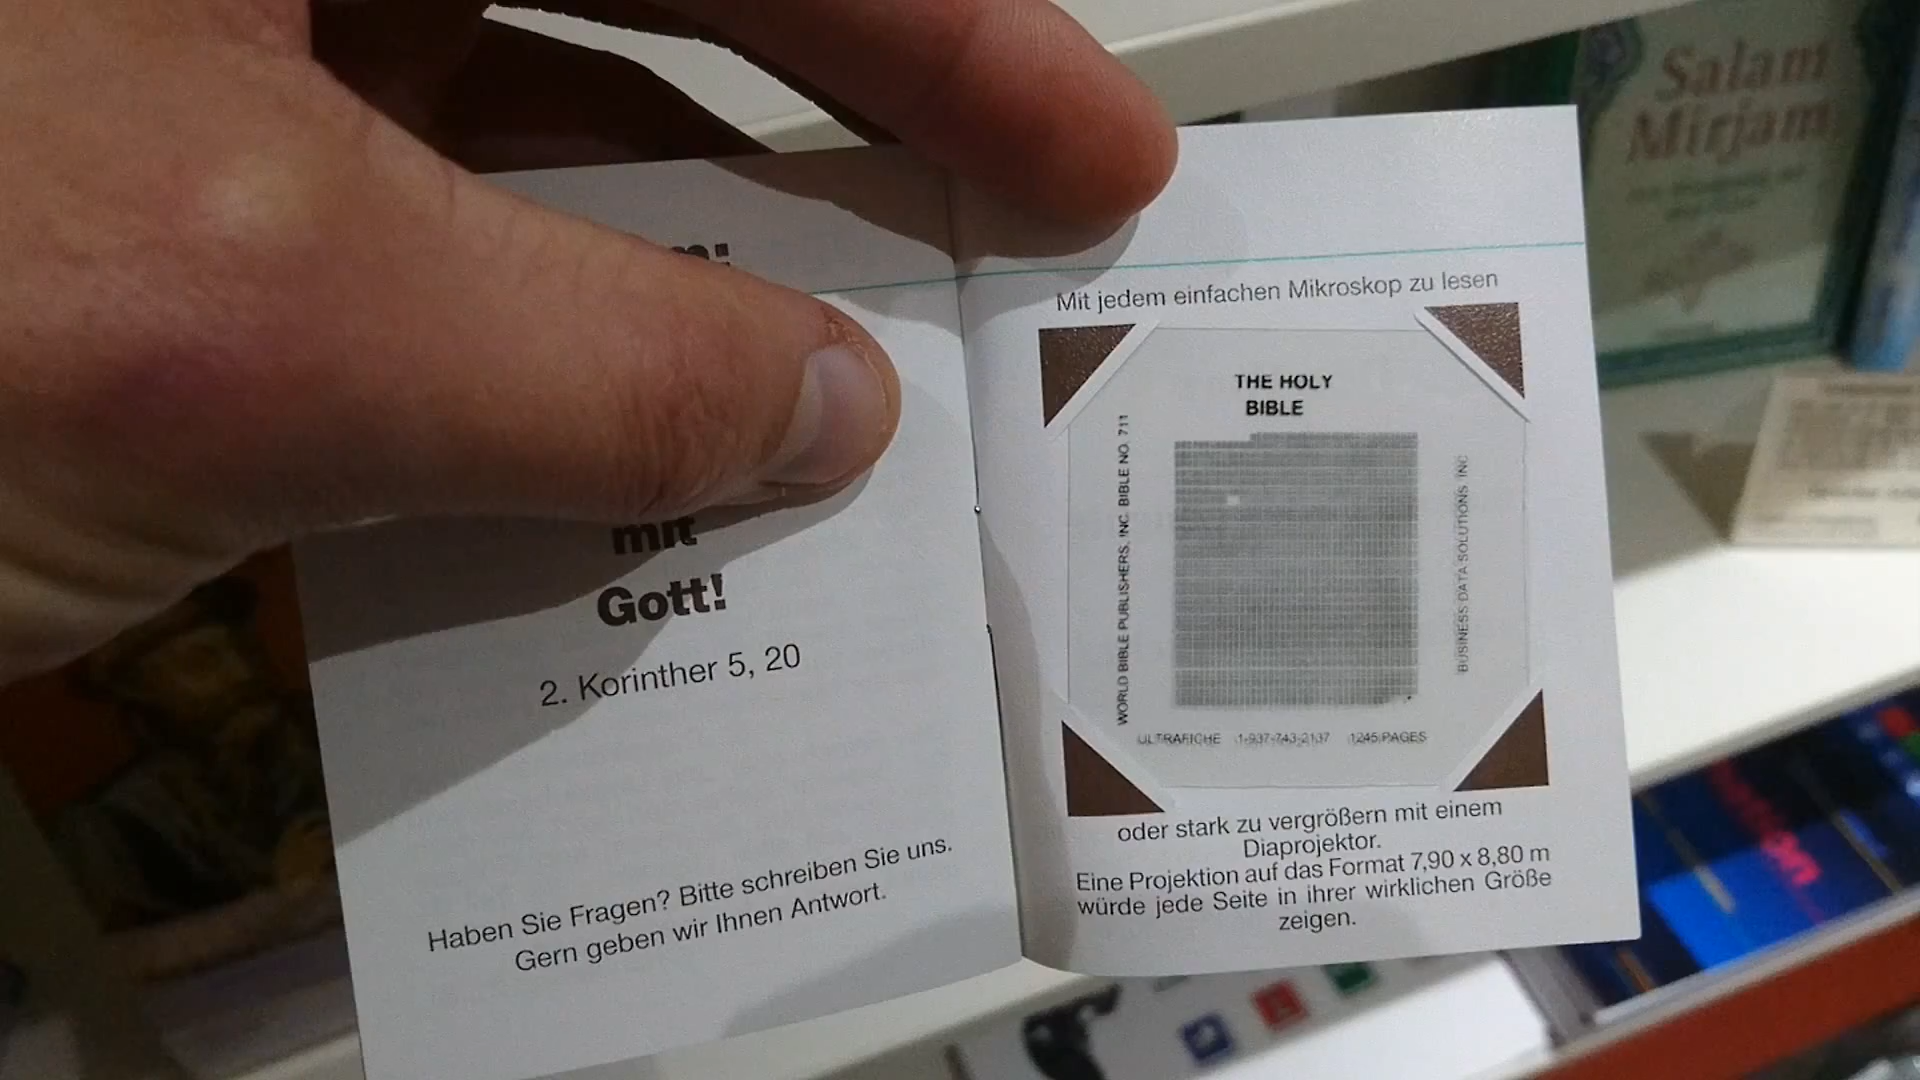 mit
Gott!
2. Korinther 5, 20
Haben Sie Fragen? Bitte schreiben Sie uns.
Gern geben wir Ihnen Antwort.
Mit jedem einfachen Mikroskop zu lesen
THE HOLY
BIBLE
WORLD BIBLE PUBLISHERS, INC. BIBLE NO. 711
BUSINESS DATA SOLUTIONS, INC
ULTRAFICHE 1-937-743-2137 1245 PAGES
oder stark zu vergrößern mit einem
Diaprojektor.
Eine Projektion auf das Format 7,90 x 8,80 m
würde jede Seite in ihrer wirklichen Größe
zeigen.
Salam
Mirjam